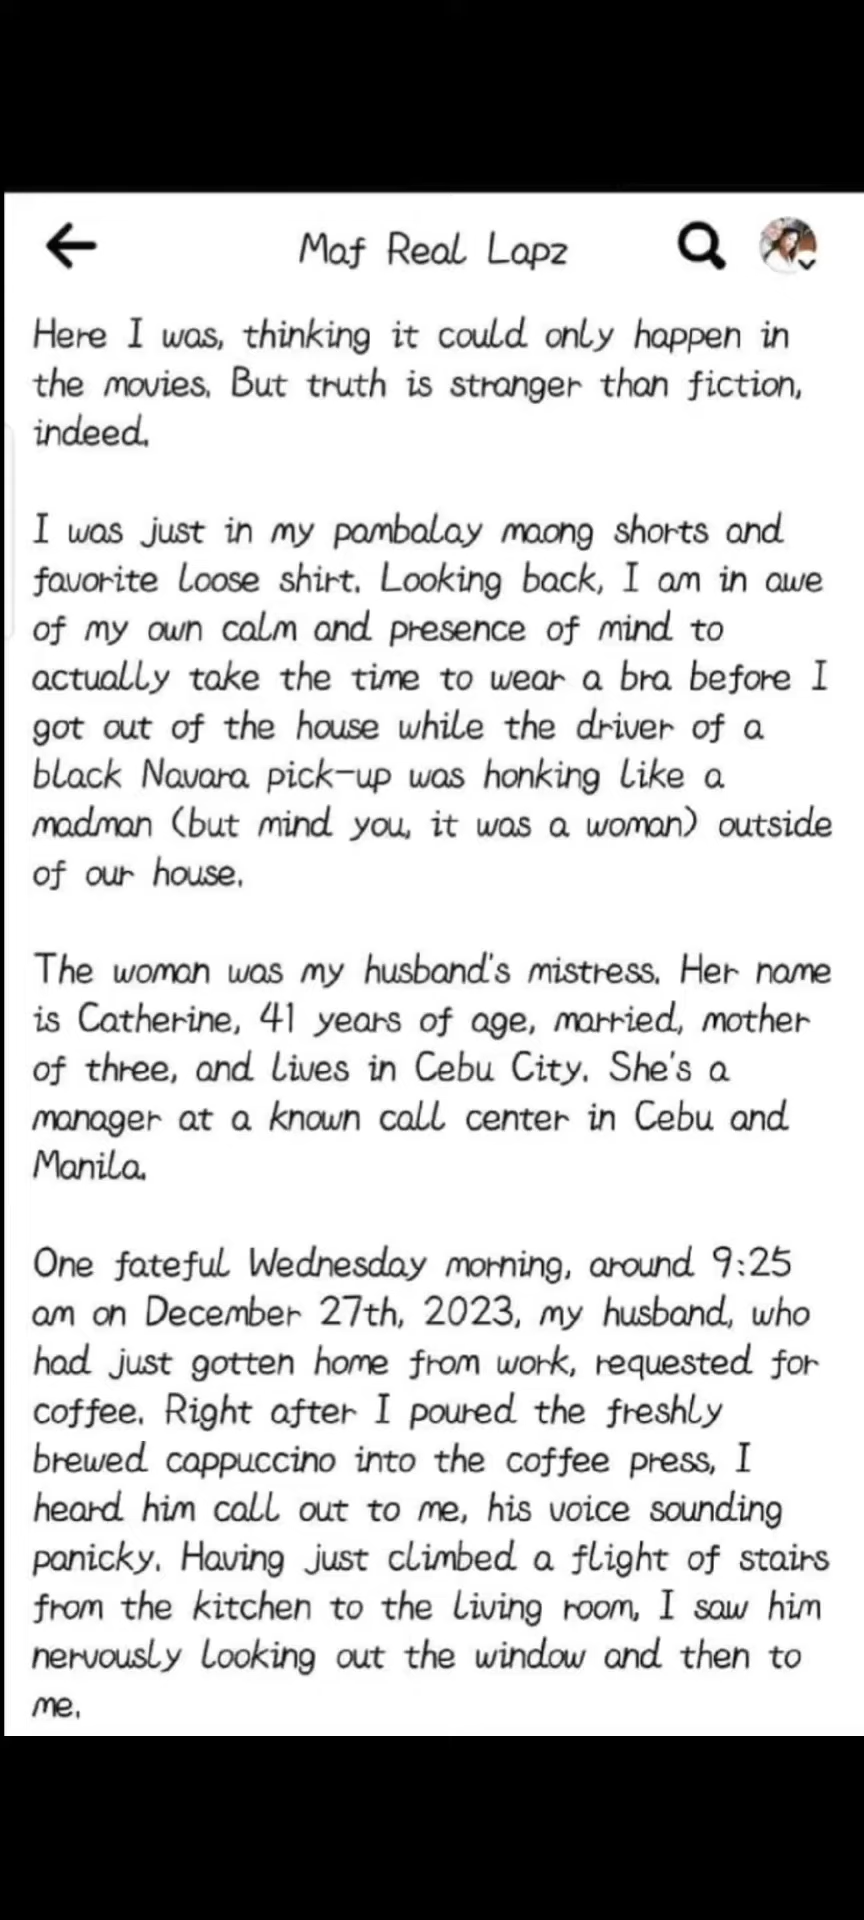 Maf Real Lapz
Here I was, thinking it could only happen in
the movies. But truth is stranger than fiction,
indeed.
I was just in my pambalay maong shorts and
favorite loose shirt. Looking back, I am in awe
of my own calm and presence of mind to
actually take the time to wear a bra before I
got out of the house while the driver of a
black Navara pick-up was honking like a
madman (but mind you, it was a woman) outside
of our house.
The woman was my husband's mistress. Her name
is Catherine, 41 years of age, married, mother
of three, and lives in Cebu City. She's a
manager at a known call center in Cebu and
Manila.
One fateful Wednesday morning, around 9:25
am on December 27th, 2023, my husband, who
had just gotten home from work, requested for
coffee. Right after I poured the freshly
brewed cappuccino into the coffee press, I
heard him call out to me, his voice sounding
panicky. Having just climbed a flight of stairs
from the kitchen to the living room, I saw him
nervously looking out the window and then to
me.